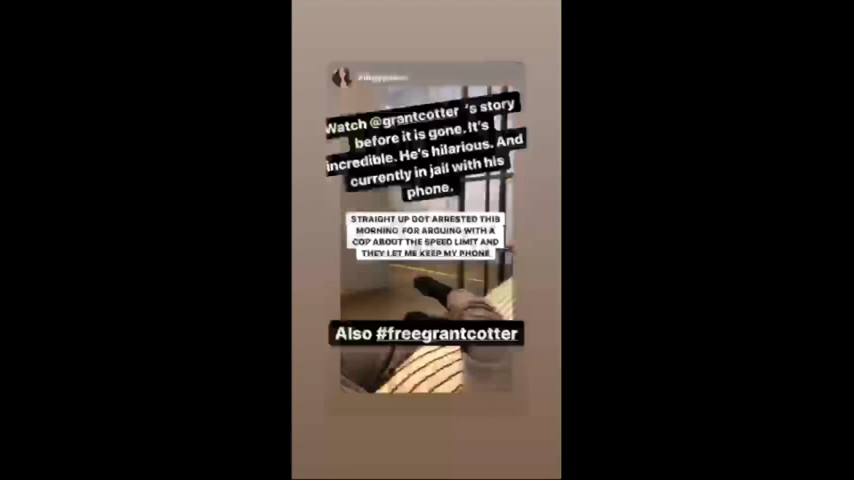 Watch @grantcotter 's story
before it is gone. It's
incredible. He's hilarious. And
currently in jail with his
phone.
STRAIGHT UP GOT ARRESTED THIS
MORNING FOR ARGUING WITH A
COP ABOUT THE SPEED LIMIT AND
THEY LET ME KEEP MY PHONE
Also #freegrantcotter